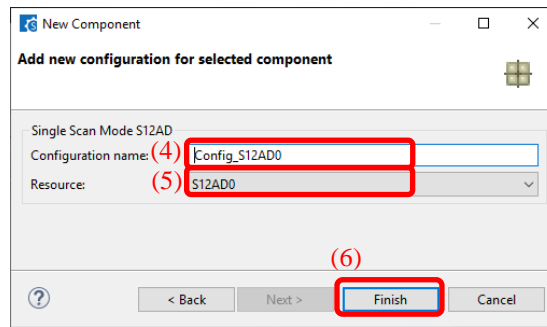 New Component
Add new configuration for selected component
Single Scan Mode S12AD
Configuration name: (4) Config_S12AD0
Resource: (5) S12AD0
(6)
? < Back Next > Finish Cancel